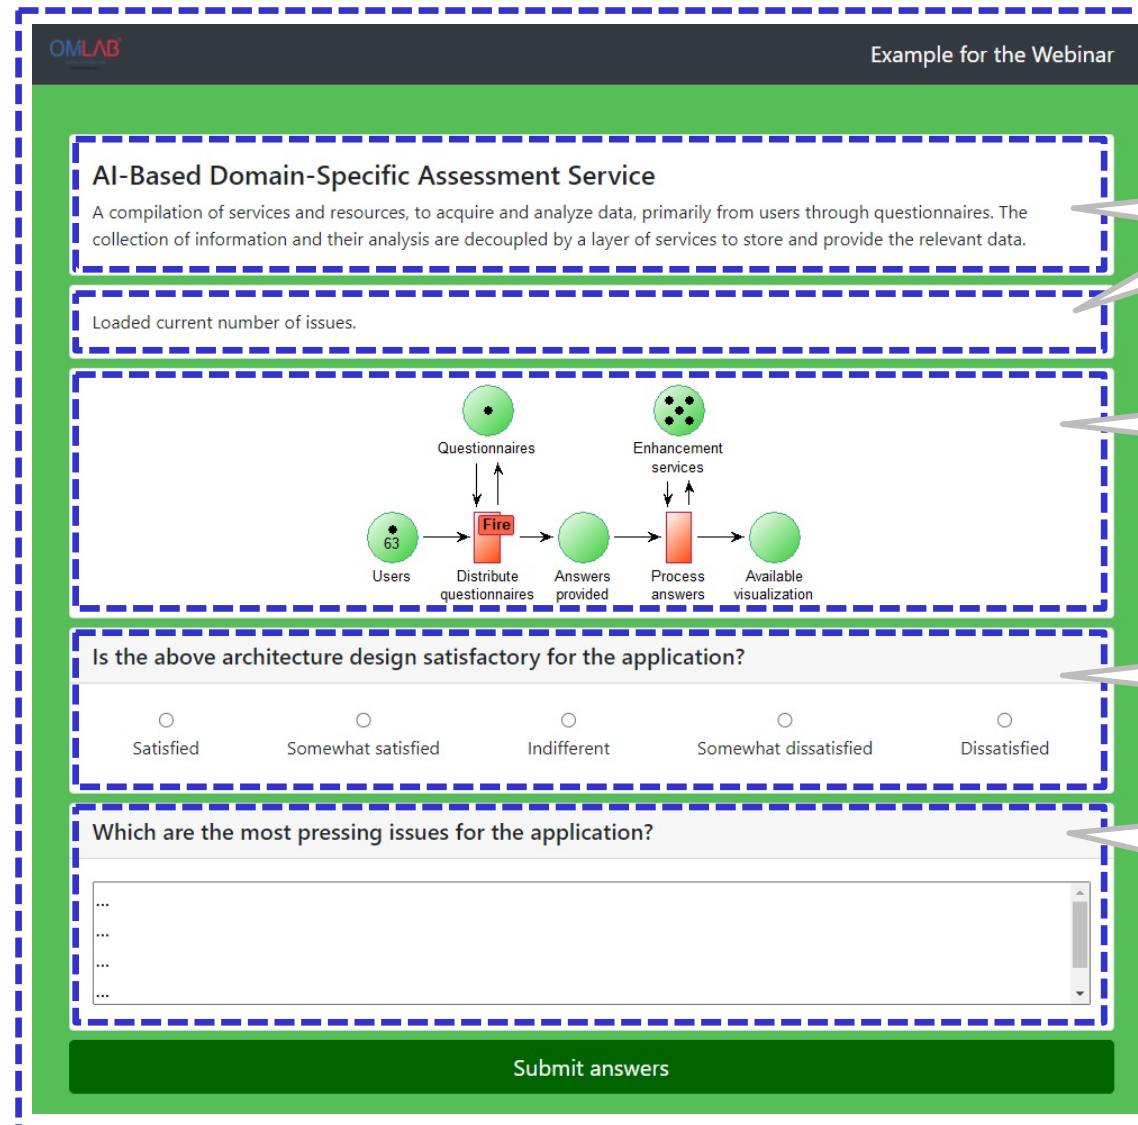 OMLAB
Example for the Webinar
AI-Based Domain-Specific Assessment Service
A compilation of services and resources, to acquire and analyze data, primarily from users through questionnaires. The
collection of information and their analysis are decoupled by a layer of services to store and provide the relevant data.
Loaded current number of issues.
Questionnaires
Enhancement
services
63
Fire
Users
Distribute
questionnaires
Answers
provided
Process
answers
Available
visualization
Is the above architecture design satisfactory for the application?
Satisfied
Somewhat satisfied
Indifferent
Somewhat dissatisfied
Dissatisfied
Which are the most pressing issues for the application?
...
...
...
...
Submit answers